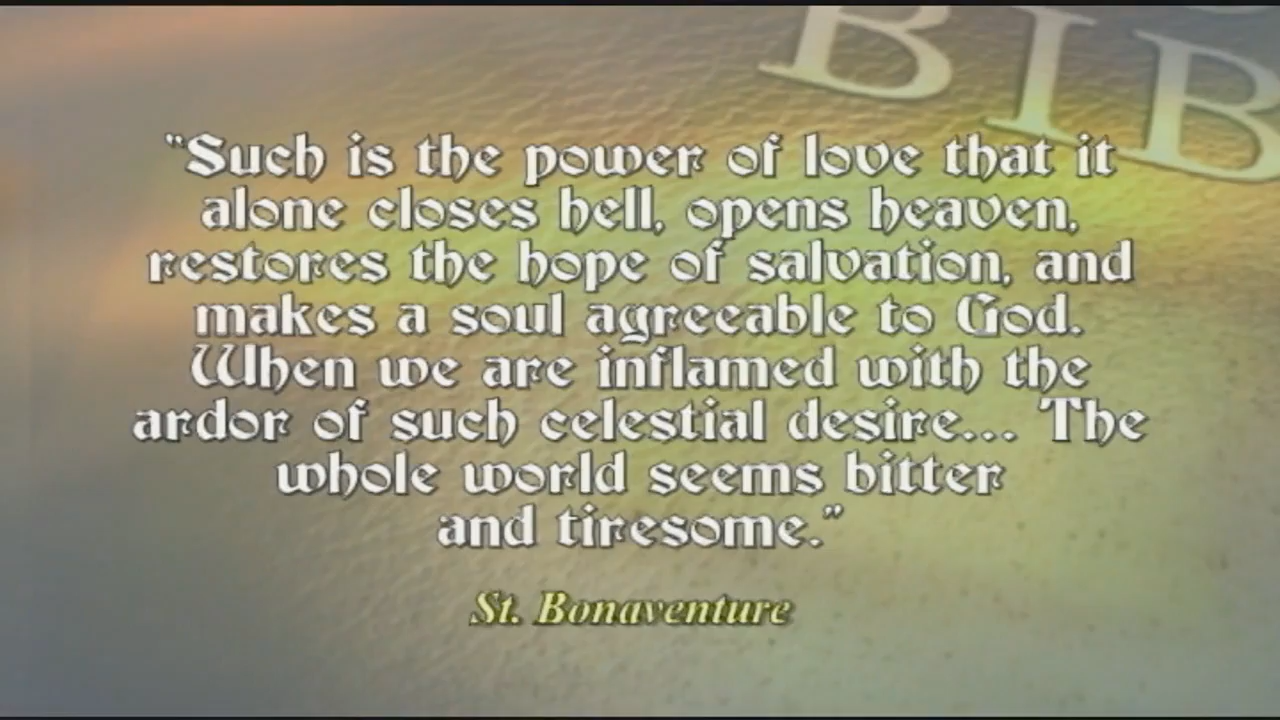 BIB
"Such is the power of love that it
alone closes hell, opens heaven,
restores the hope of salvation, and
makes a soul agreeable to God.
When we are inflamed with the
ardor of such celestial desire... The
whole world seems bitter
and tiresome."
St. Bonaventure